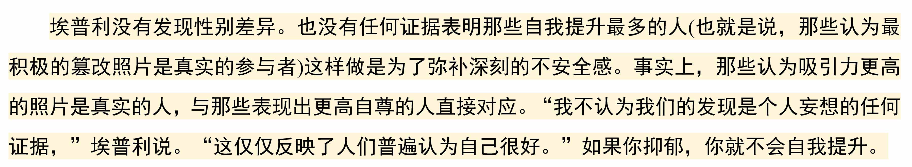 埃普利没有发现性别差异。也没有任何证据表明那些自我提升最多的人(也就是说，那些认为最
积极的篡改照片是真实的参与者)这样做是为了弥补深刻的不安全感。事实上，那些认为吸引力更高
的照片是真实的人，与那些表现出更高自尊的人直接对应。“我不认为我们的发现是个人妄想的任何
证据，”埃普利说。“这仅仅反映了人们普遍认为自己很好。”如果你抑郁，你就不会自我提升。